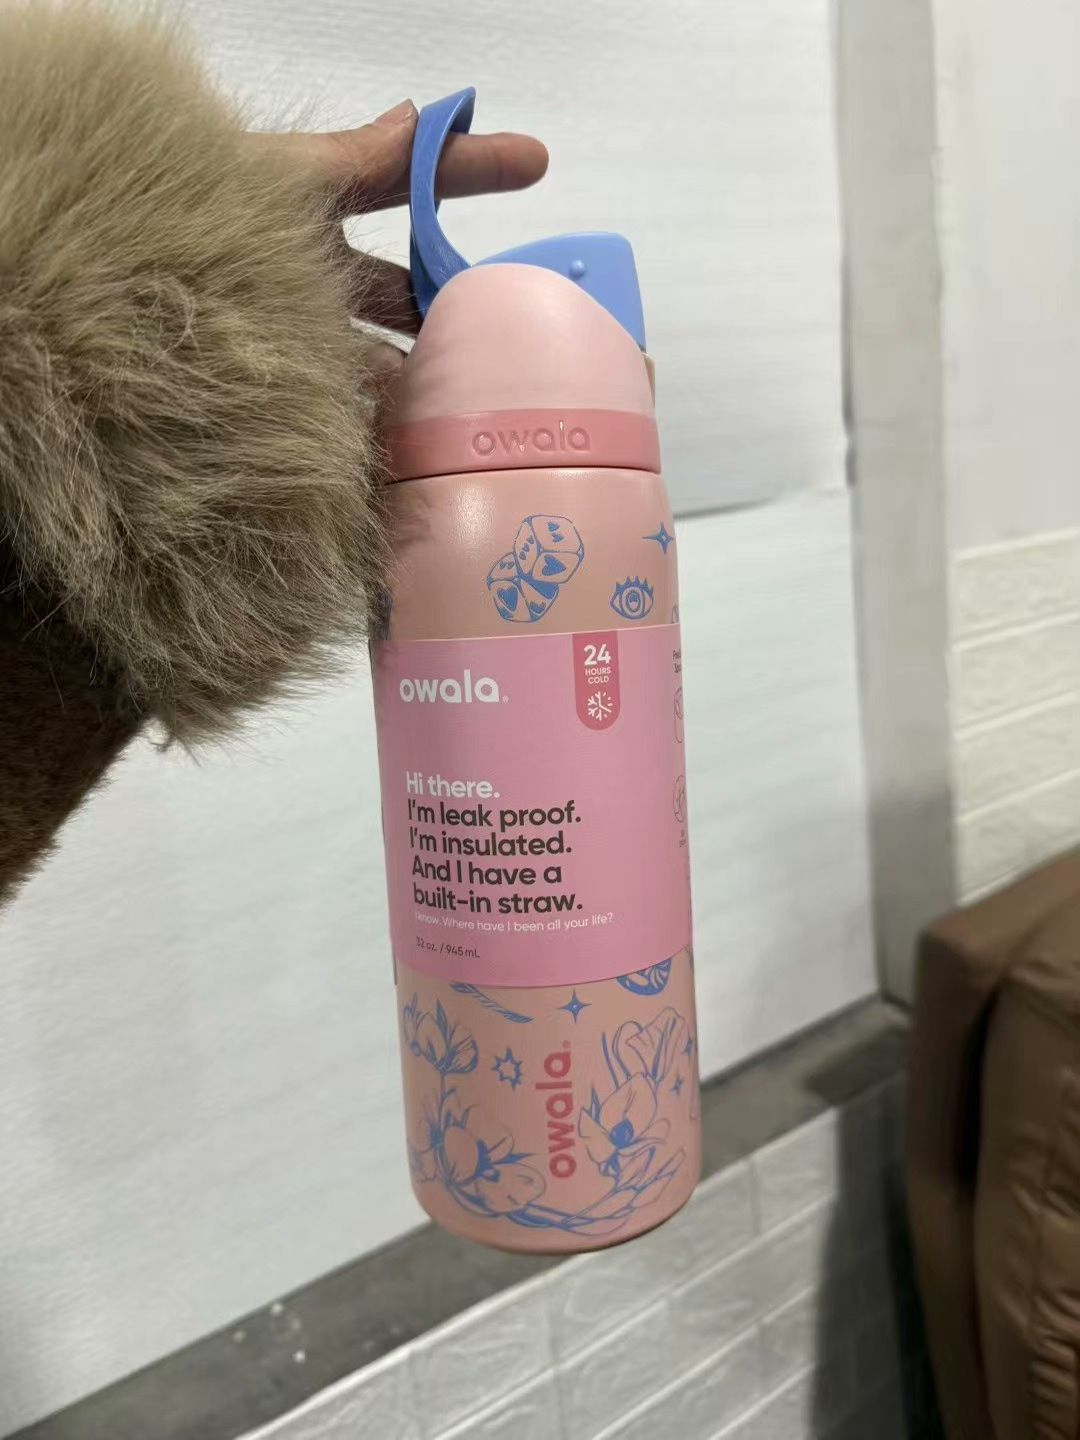 owala
owala®
24
HOURS
COLD
Hi there.
I'm leak proof.
I'm insulated.
And I have a
built-in straw.
I know. Where have I been all your life?
32 oz. / 945 mL
owala®